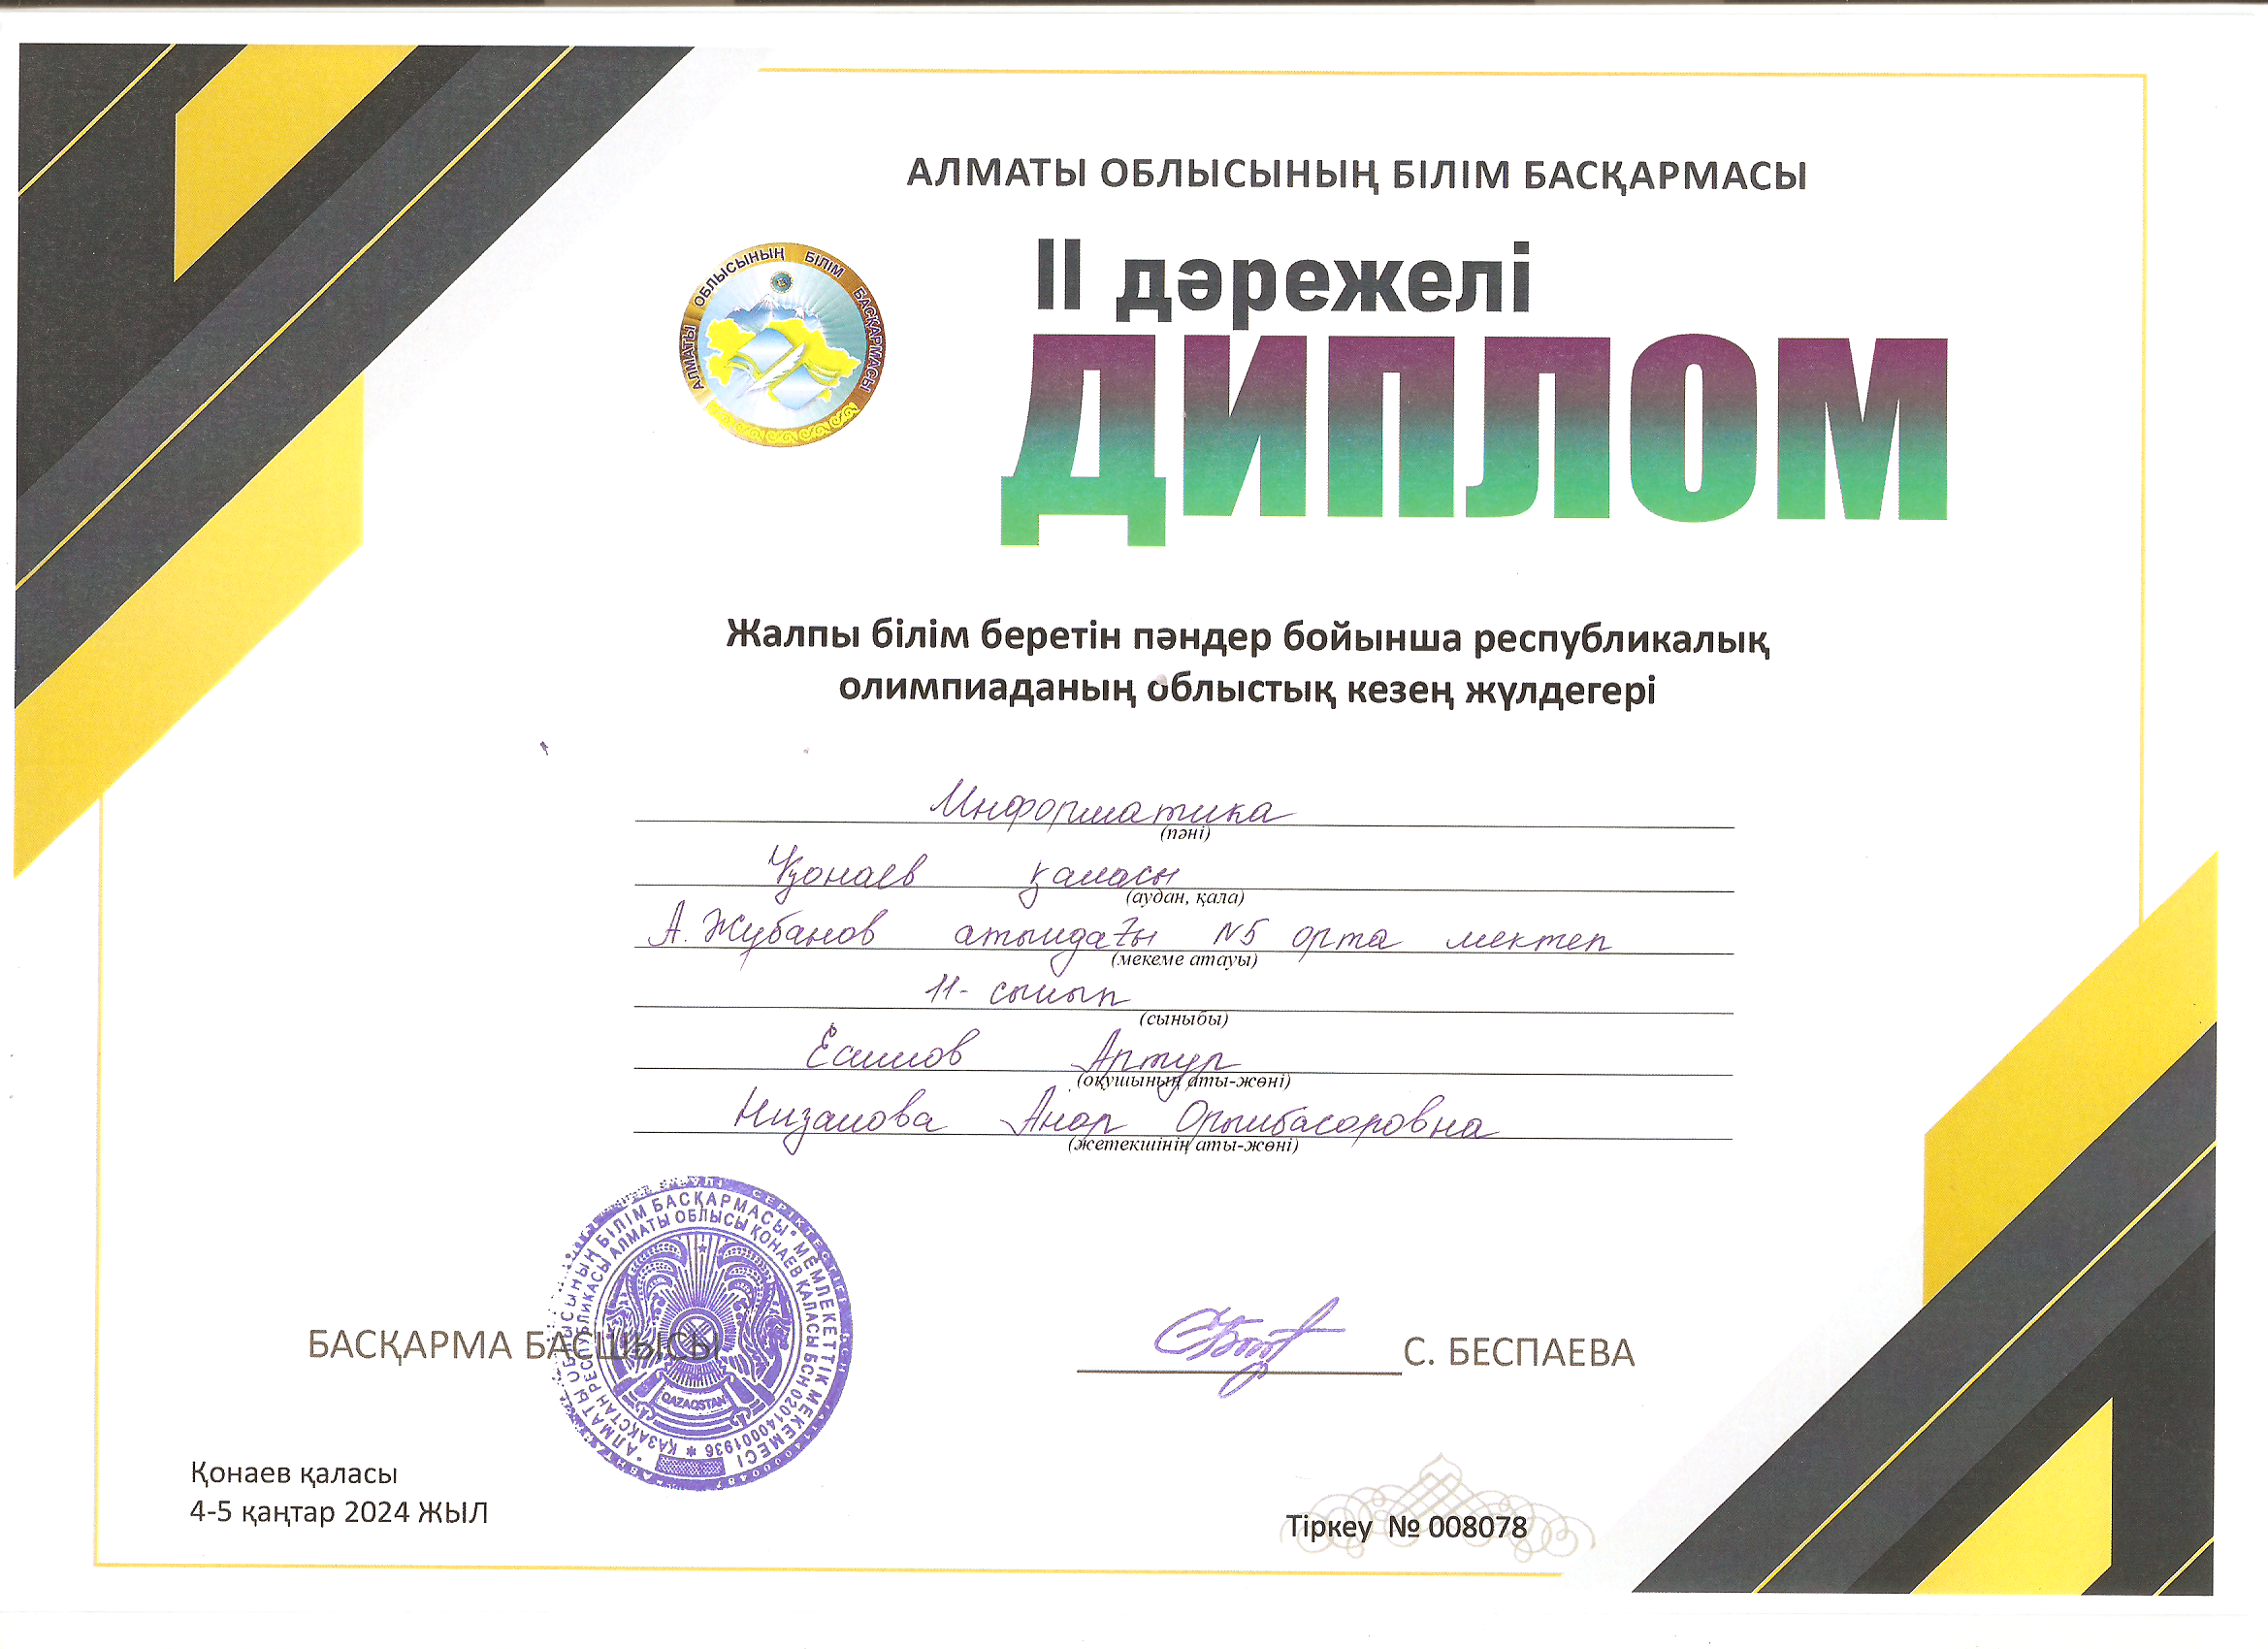 АЛМАТЫ ОБЛЫСЫНЫҢ БІЛІМ БАСҚАРМАСЫ
АЛМАТЫ ОБЛЫСЫНЫҢ БІЛІМ БАСҚАРМАСЫ
II дәрежелі
ДИПЛОМ
Жалпы білім беретін пәндер бойынша республикалық
олимпиаданың облыстық кезең жүлдегері
Информатика
(пәні)
Қонаев қаласы
(аудан, қала)
А. Жубанов атындағы №5 орта мектеп
(мекеме атауы)
11- сынып
(сыныбы)
Есимов Артур
(оқушының аты-жөні)
Низамова Анар Орынбасаровна
(жетекшінің аты-жөні)
"АЛМАТЫ ОБЛЫСЫНЫҢ БІЛІМ БАСҚАРМАСЫ" МЕМЛЕКЕТТІК МЕКЕМЕСІ
ҚАЗАҚСТАН РЕСПУБЛИКАСЫ АЛМАТЫ ОБЛЫСЫ ҚОНАЕВ ҚАЛАСЫ БСН 020140001936
QAZAQSTAN
БАСҚАРМА БАСШЫСЫ
С. БЕСПАЕВА
Қонаев қаласы
4-5 қаңтар 2024 ЖЫЛ
Тіркеу № 008078